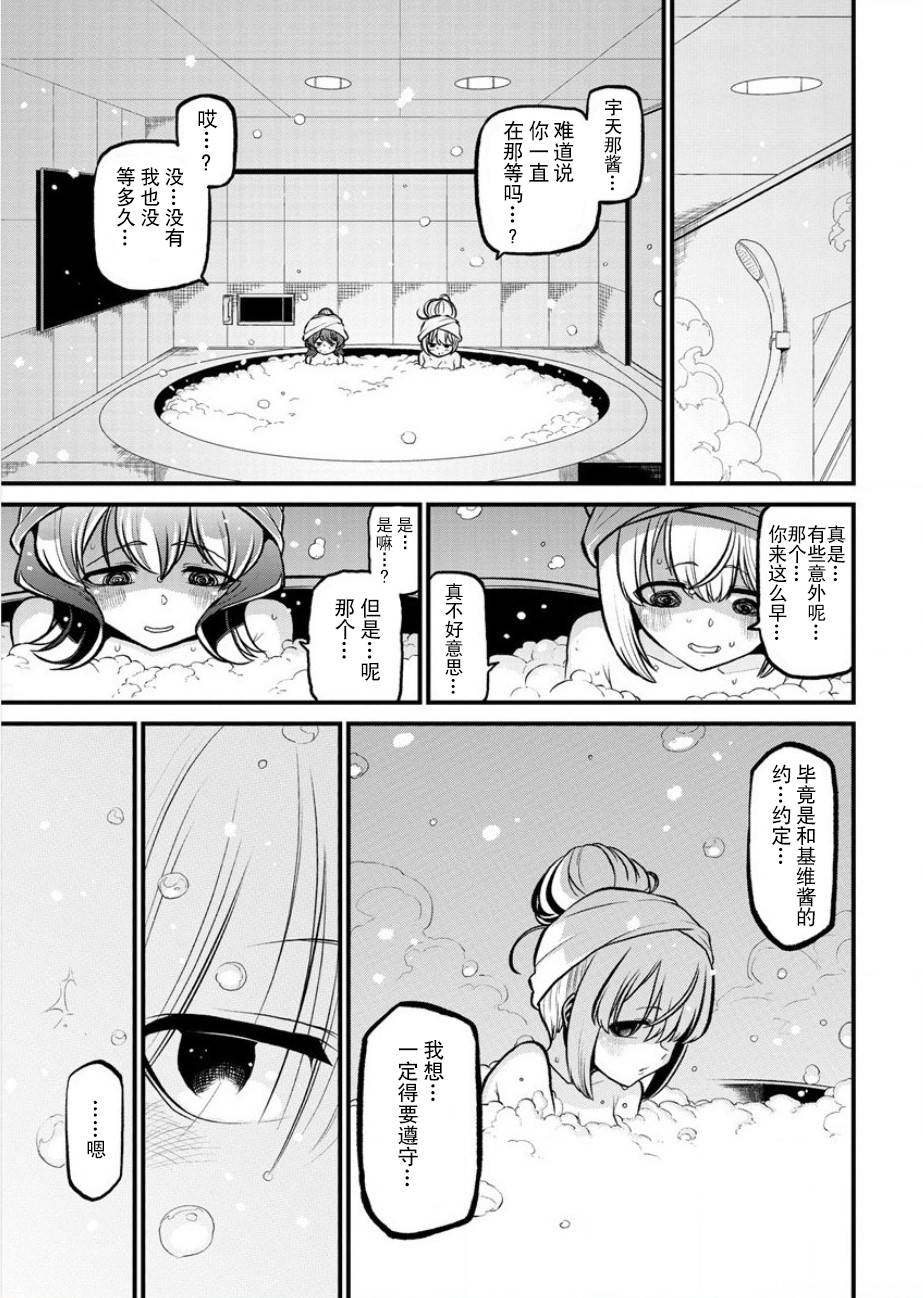 宇天那酱…
难道说
你一直
在那等吗…?
哎…?
没…没有
我也没
等多久…
真是…
有些意外呢…
那个…
你来这么早…
真不好意思…
是…
是嘛…?
但是…呢
那个…
毕竟是和基维酱的
约…约定…
我想…
一定得要遵守…
……嗯